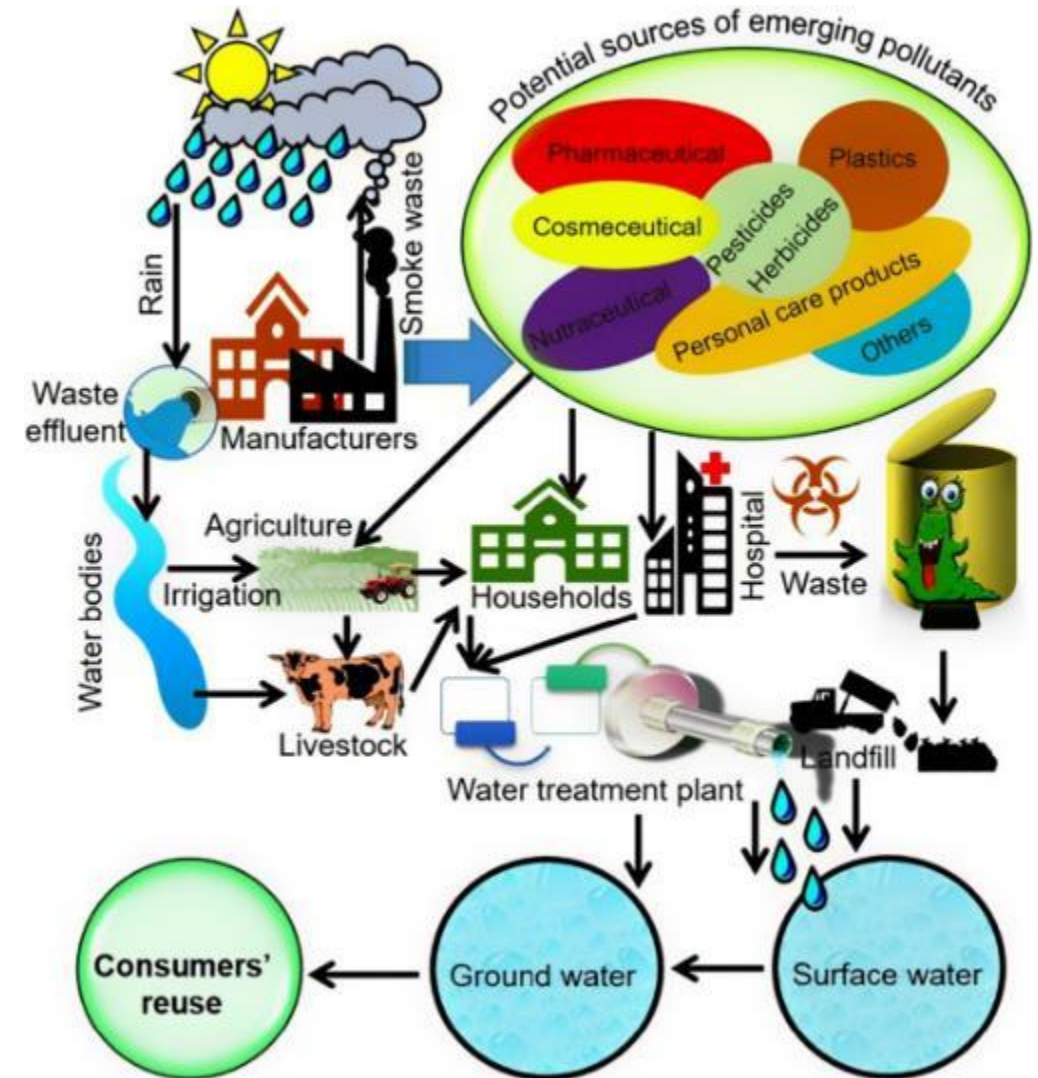 Potential sources of emerging pollutants
Pharmaceutical
Plastics
Cosmeceutical
Pesticides
Herbicides
Nutraceutical
Personal care products
Others
Rain
Smoke waste
Waste
effluent
Manufacturers
Agriculture
Irrigation
Water bodies
Households
Hospital
Waste
Livestock
Landfill
Water treatment plant
Consumers'
reuse
Ground water
Surface water